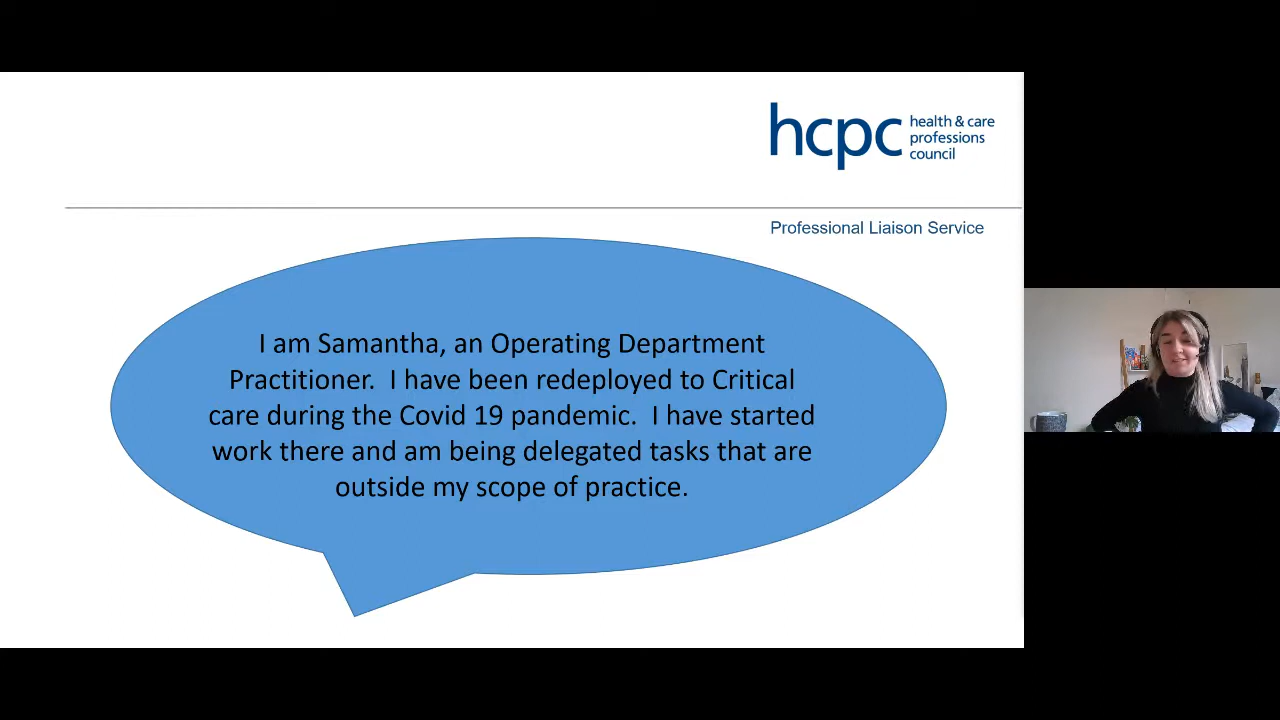 hcpc health & care
professions
council
Professional Liaison Service
I am Samantha, an Operating Department
Practitioner.  I have been redeployed to Critical
care during the Covid 19 pandemic.  I have started
work there and am being delegated tasks that are
outside my scope of practice.